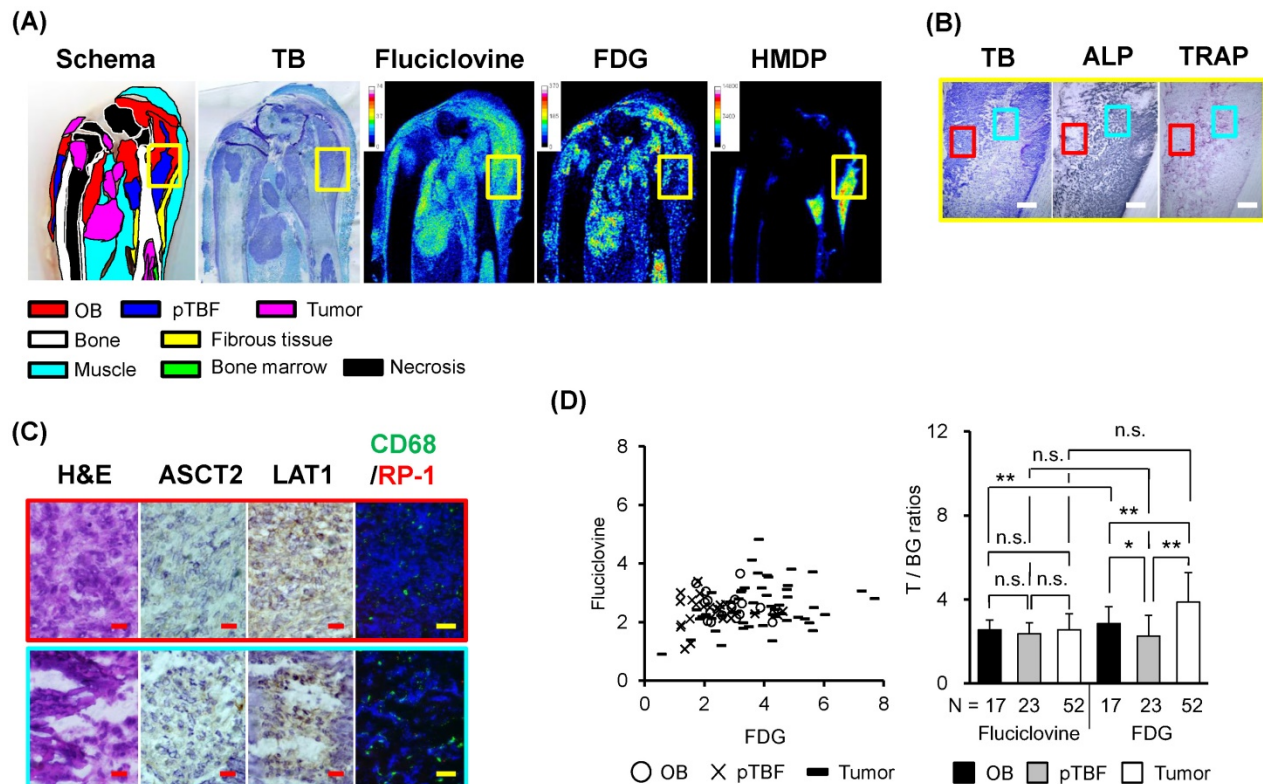 (A)
Schema TB Fluciclovine FDG HMDP
OB pTBF Tumor
Bone Fibrous tissue
Muscle Bone marrow Necrosis
(B)
TB ALP TRAP
(C)
H&E ASCT2 LAT1 CD68
/RP-1
(D)
8
6
4
2
0
Fluciclovine
0 2 4 6 8
FDG
OB pTBF Tumor
12
8
4
0
T / BG ratios
n.s.
n.s.
**
**
n.s.
* **
n.s. n.s.
N = 17 23 52 17 23 52
Fluciclovine FDG
OB pTBF Tumor